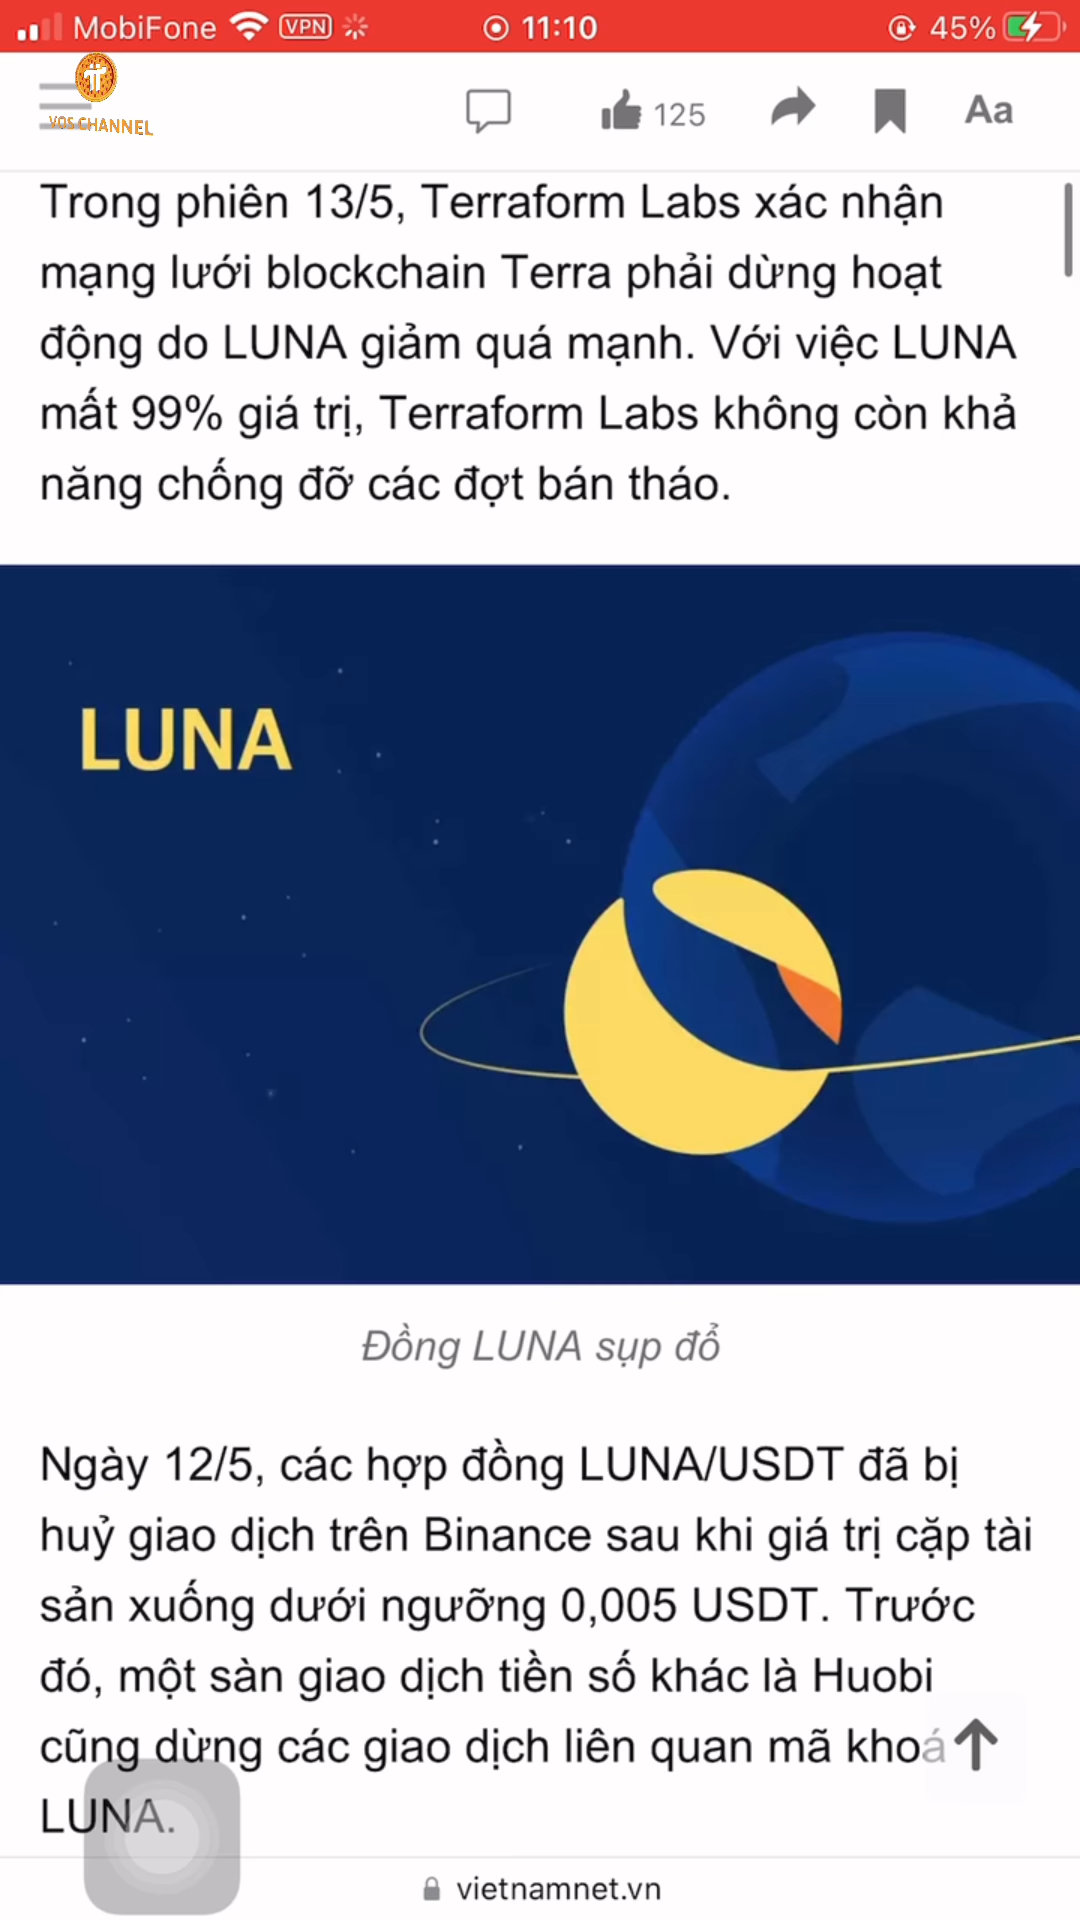 MobiFone VPN 11:10 45%
VOS CHANNEL
125 Aa
Trong phiên 13/5, Terraform Labs xác nhận
mạng lưới blockchain Terra phải dừng hoạt
động do LUNA giảm quá mạnh. Với việc LUNA
mất 99% giá trị, Terraform Labs không còn khả
năng chống đỡ các đợt bán tháo.
LUNA
Đồng LUNA sụp đổ
Ngày 12/5, các hợp đồng LUNA/USDT đã bị
huỷ giao dịch trên Binance sau khi giá trị cặp tài
sản xuống dưới ngưỡng 0,005 USDT. Trước
đó, một sàn giao dịch tiền số khác là Huobi
cũng dừng các giao dịch liên quan mã khoá
LUNA.
vietnamnet.vn